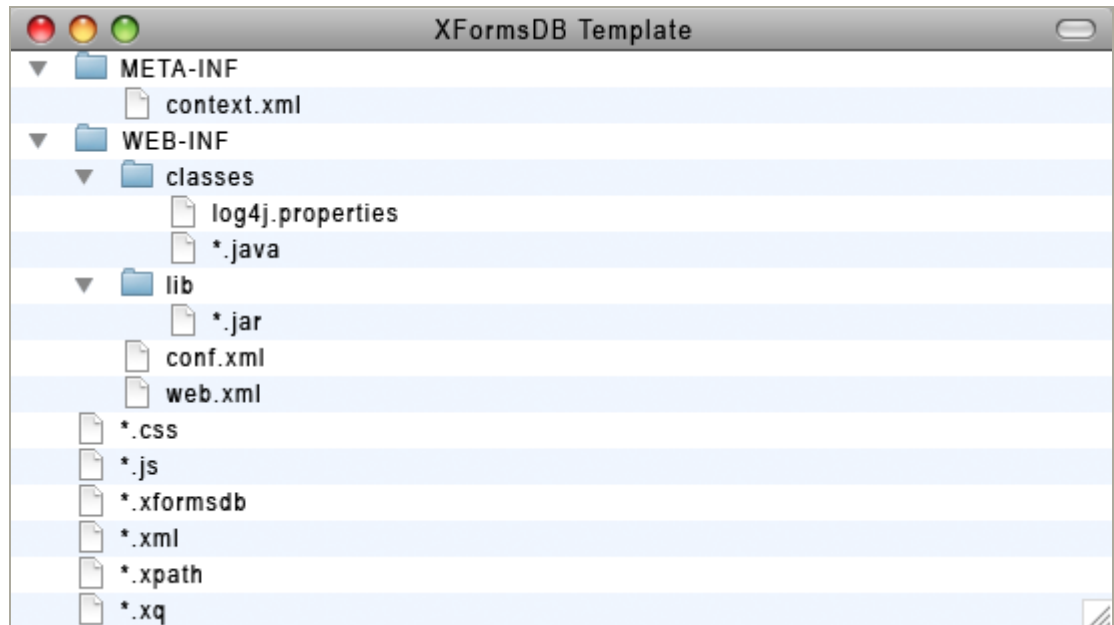 XFormsDB Template
META-INF
context.xml
WEB-INF
classes
log4j.properties
*.java
lib
*.jar
conf.xml
web.xml
*.css
*.js
*.xformsdb
*.xml
*.xpath
*.xq